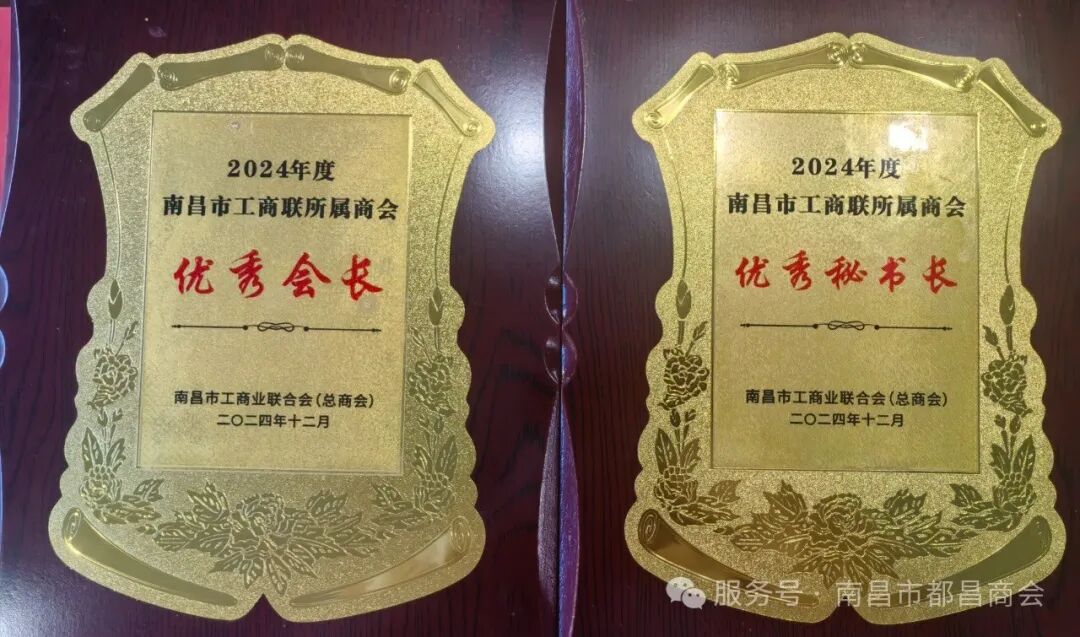 2024年度
南昌市工商联所属商会
优秀会长
南昌市工商业联合会(总商会)
二〇二四年十二月
2024年度
南昌市工商联所属商会
优秀秘书长
南昌市工商业联合会(总商会)
二〇二四年十二月
服务号·南昌市都昌商会